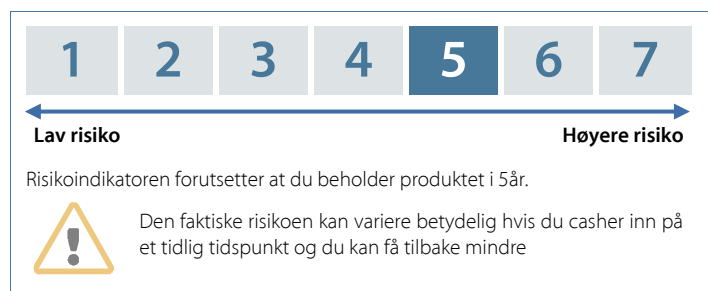 1 2 3 4 5 6 7
Lav risiko Høyere risiko
Risikoindikatoren forutsetter at du beholder produktet i 5år.
Den faktiske risikoen kan variere betydelig hvis du casher inn på
et tidlig tidspunkt og du kan få tilbake mindre